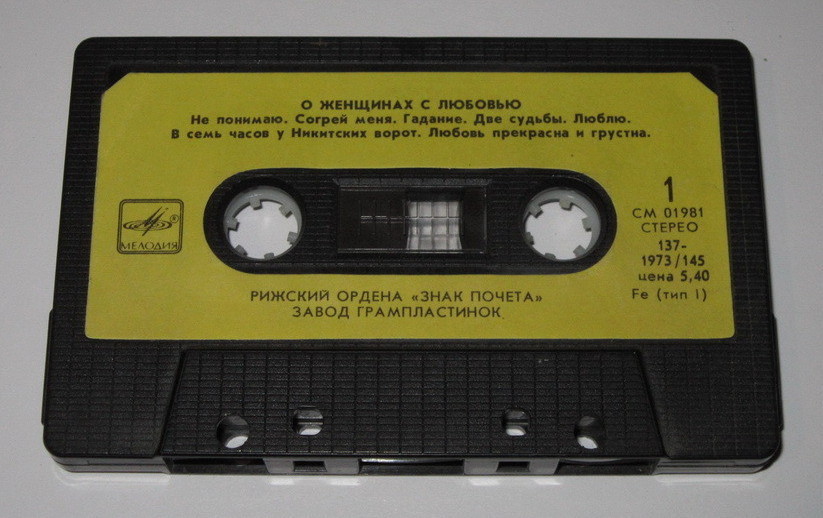 О ЖЕНЩИНАХ С ЛЮБОВЬЮ
Не понимаю. Согрей меня. Гадание. Две судьбы. Люблю.
В семь часов у Никитских ворот. Любовь прекрасна и грустна.
®
МЕЛОДИЯ
1
СМ 01981
СТЕРЕО
137-
1973/145
цена 5,40
Fe (тип I)
РИЖСКИЙ ОРДЕНА «ЗНАК ПОЧЕТА»
ЗАВОД ГРАМПЛАСТИНОК